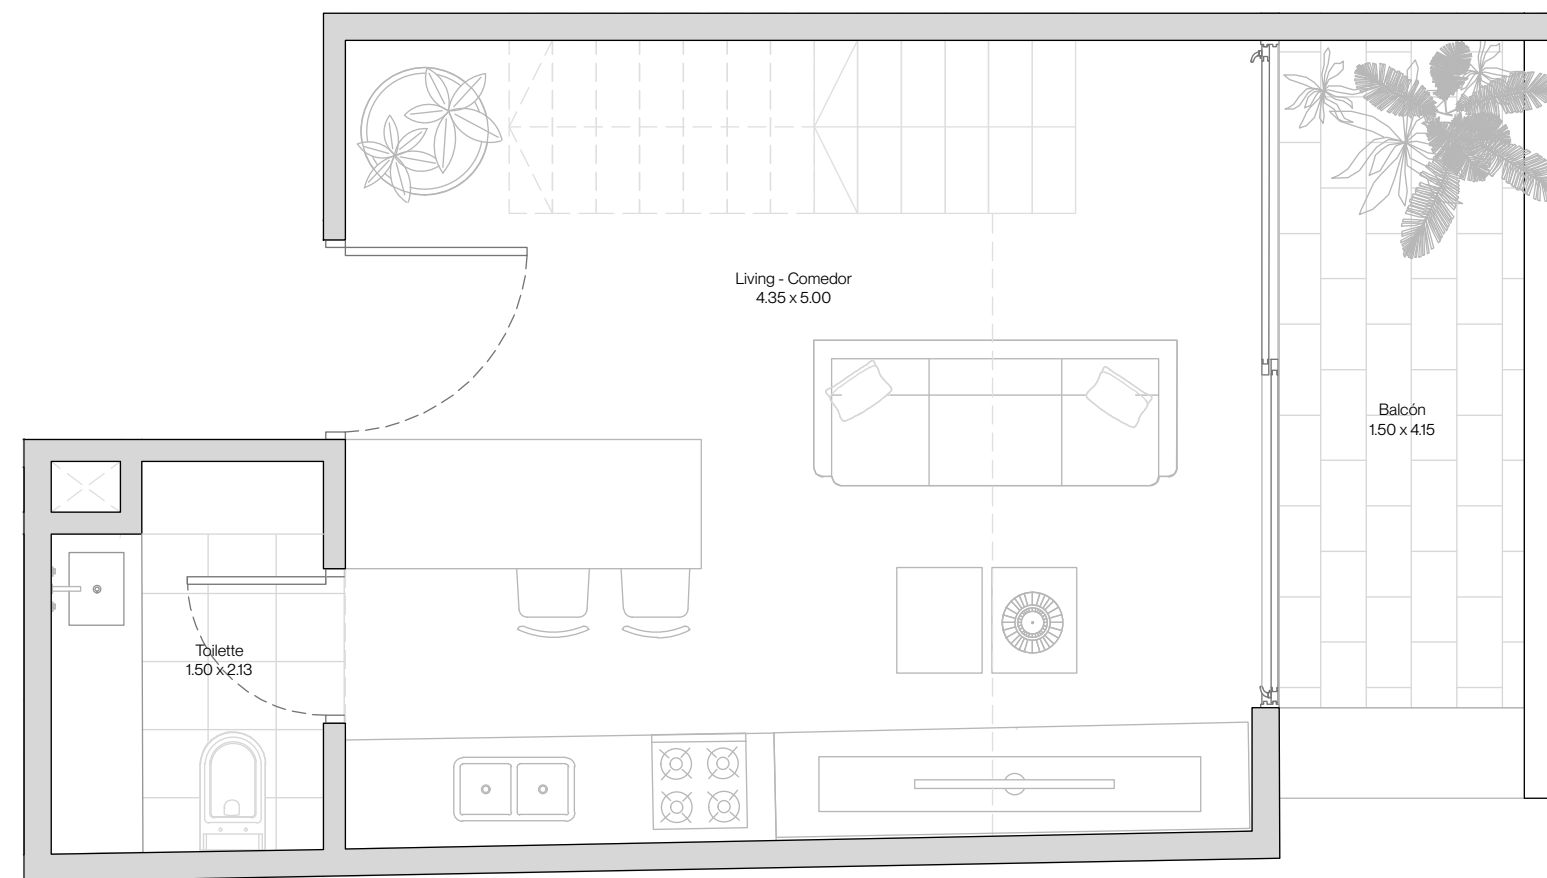 Living - Comedor
4.35 x 5.00
Balcón
1.50 x 4.15
Toilette
1.50 x 2.13